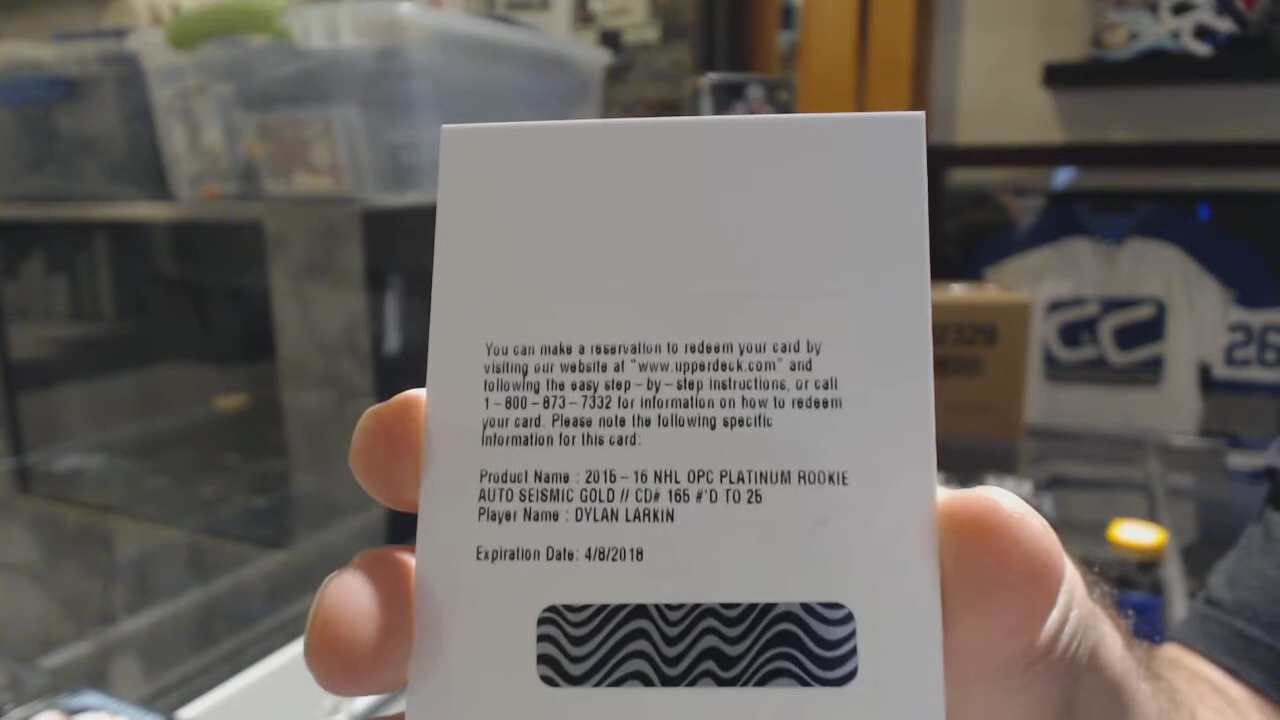 You can make a reservation to redeem your card by
visiting our website at "www.upperdeck.com" and
following the easy step-by-step instructions, or call
1-800-873-7332 for information on how to redeem
your card. Please note the following specific
information for this card:
Product Name : 2015-16 NHL OPC PLATINUM ROOKIE
AUTO SEISMIC GOLD // CD# 165 #'D TO 25
Player Name : DYLAN LARKIN
Expiration Date: 4/8/2018
26